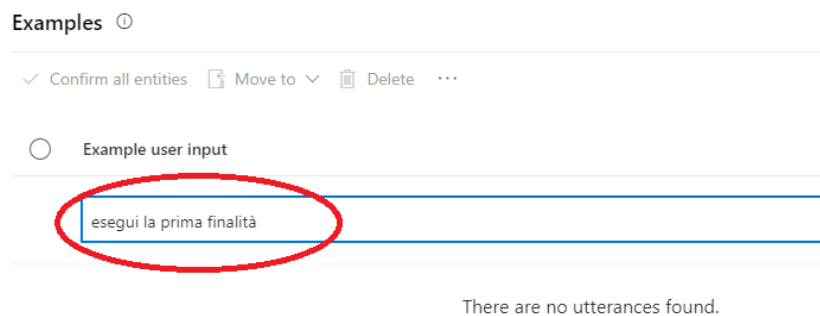 Examples
Confirm all entities Move to Delete ...
Example user input
esegui la prima finalità
There are no utterances found.